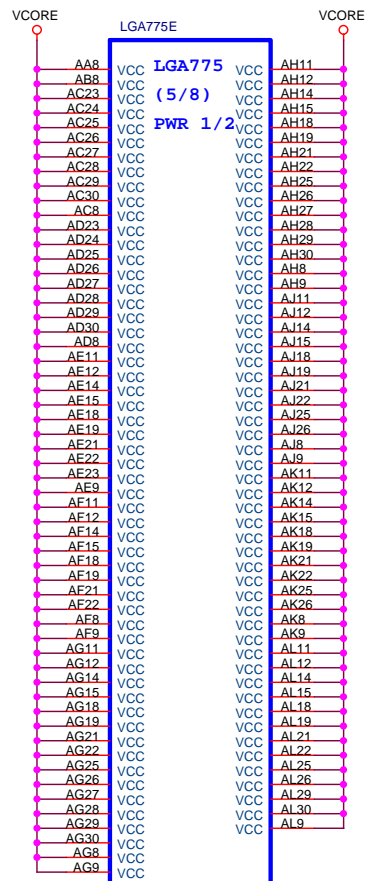 VCORE
VCORE
LGA775E
LGA775
(5/8)
PWR 1/2
AA8 VCC VCC AH11
AB8 VCC VCC AH12
AC23 VCC VCC AH14
AC24 VCC VCC AH15
AC25 VCC VCC AH18
AC26 VCC VCC AH19
AC27 VCC VCC AH21
AC28 VCC VCC AH22
AC29 VCC VCC AH25
AC30 VCC VCC AH26
AC8 VCC VCC AH27
AD23 VCC VCC AH28
AD24 VCC VCC AH29
AD25 VCC VCC AH30
AD26 VCC VCC AH8
AD27 VCC VCC AH9
AD28 VCC VCC AJ11
AD29 VCC VCC AJ12
AD30 VCC VCC AJ14
AD8 VCC VCC AJ15
AE11 VCC VCC AJ18
AE12 VCC VCC AJ19
AE14 VCC VCC AJ21
AE15 VCC VCC AJ22
AE18 VCC VCC AJ25
AE19 VCC VCC AJ26
AE21 VCC VCC AJ8
AE22 VCC VCC AJ9
AE23 VCC VCC AK11
AE9 VCC VCC AK12
AF11 VCC VCC AK14
AF12 VCC VCC AK15
AF14 VCC VCC AK18
AF15 VCC VCC AK19
AF18 VCC VCC AK21
AF19 VCC VCC AK22
AF21 VCC VCC AK25
AF22 VCC VCC AK26
AF8 VCC VCC AK8
AF9 VCC VCC AK9
AG11 VCC VCC AL11
AG12 VCC VCC AL12
AG14 VCC VCC AL14
AG15 VCC VCC AL15
AG18 VCC VCC AL18
AG19 VCC VCC AL19
AG21 VCC VCC AL21
AG22 VCC VCC AL22
AG25 VCC VCC AL25
AG26 VCC VCC AL26
AG27 VCC VCC AL29
AG28 VCC VCC AL30
AG29 VCC VCC AL9
AG30 VCC
AG8 VCC
AG9 VCC